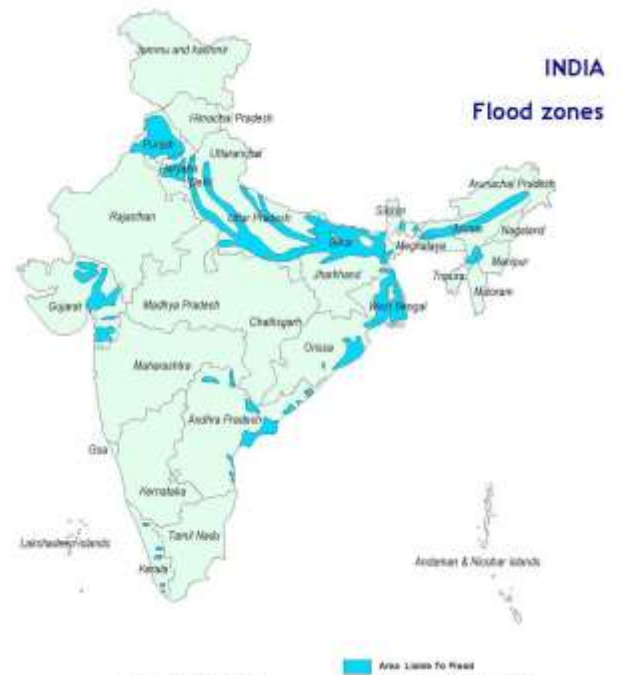 INDIA
Flood zones
Jammu and kashmir
Himachal Pradesh
Punjab
Uttaranchal
Haryana
Delhi
Arunachal Pradesh
Rajasthan
Uttar Pradesh
Sikkim
Assam
Nagaland
Bihar
Meghalaya
Manipur
Jharkhand
Tripura
Mizoram
Gujarat
Madhya Pradesh
West Bengal
Chattisgarh
Orissa
Maharashtra
Andhra Pradesh
Goa
Karnataka
Tamil Nadu
Lakshadweep islands
Kerala
Andaman & Nicobar islands
Area Liable To Flood